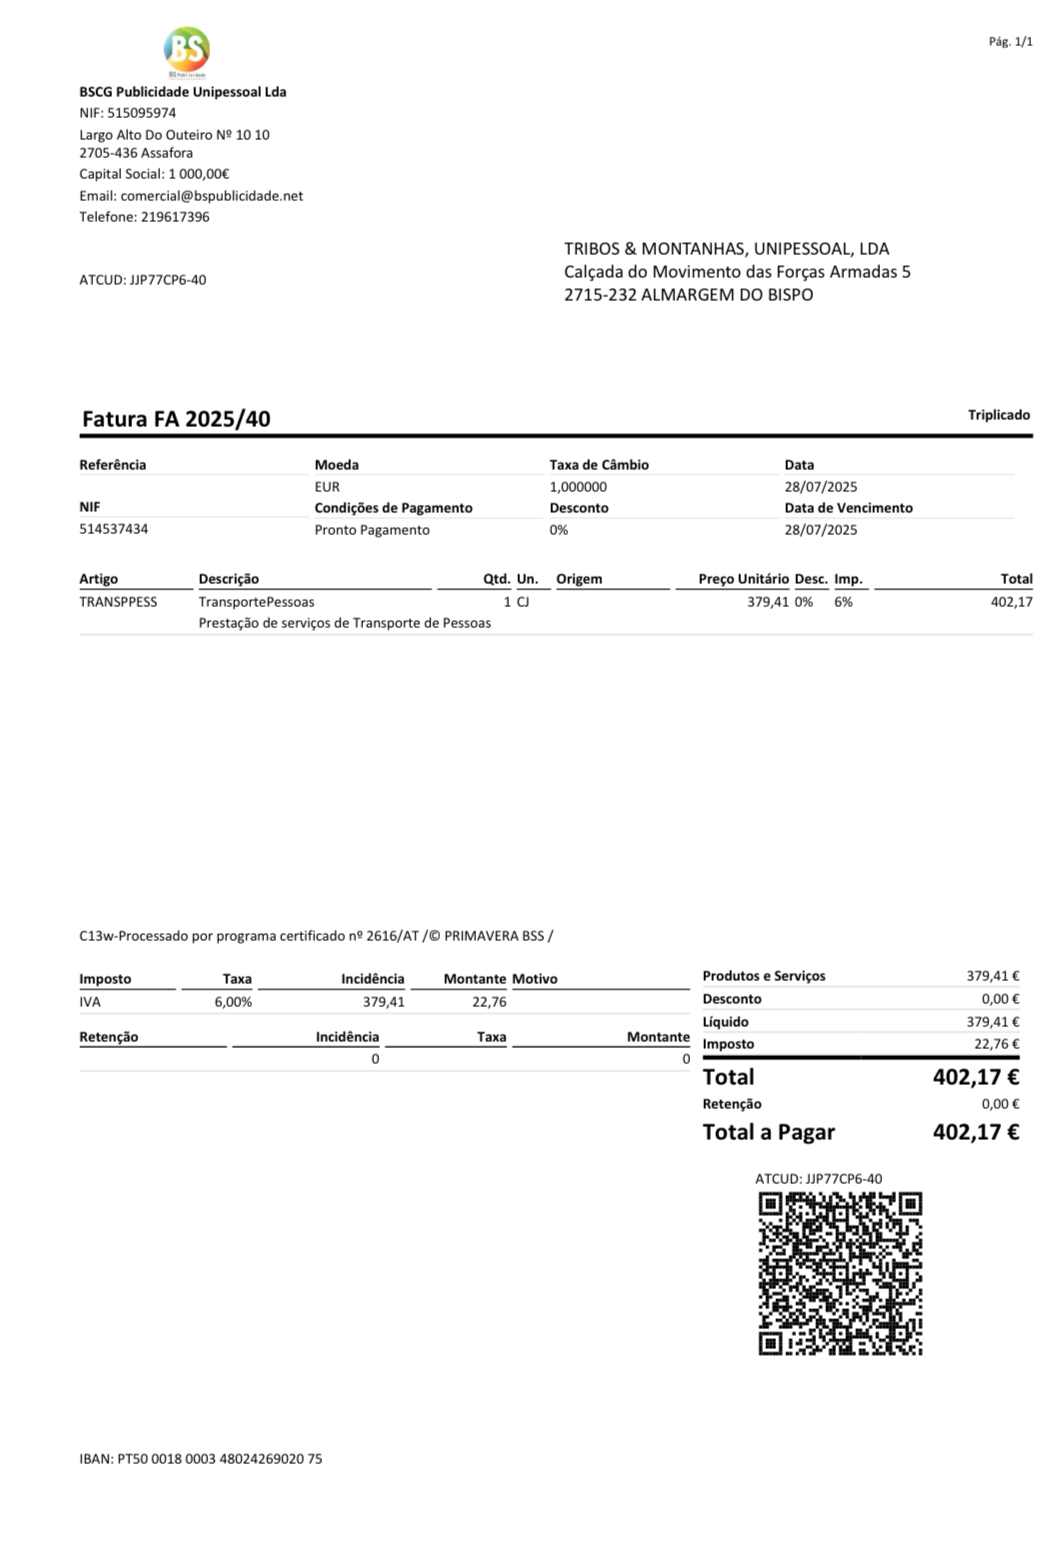 BS
BS Publicidade
Pág. 1/1
BSCG Publicidade Unipessoal Lda
NIF: 515095974
Largo Alto Do Outeiro Nº 10 10
2705-436 Assafora
Capital Social: 1 000,00€
Email: comercial@bspublicidade.net
Telefone: 219617396
TRIBOS & MONTANHAS, UNIPESSOAL, LDA
Calçada do Movimento das Forças Armadas 5
2715-232 ALMARGEM DO BISPO
ATCUD: JJP77CP6-40
Fatura FA 2025/40 Triplicado
Referência Moeda Taxa de Câmbio Data
EUR 1,000000 28/07/2025
NIF Condições de Pagamento Desconto Data de Vencimento
514537434 Pronto Pagamento 0% 28/07/2025
Artigo Descrição Qtd. Un. Origem Preço Unitário Desc. Imp. Total
TRANSPPESS TransportePessoas 1 CJ 379,41 0% 6% 402,17
Prestação de serviços de Transporte de Pessoas
C13w-Processado por programa certificado nº 2616/AT /© PRIMAVERA BSS /
Imposto Taxa Incidência Montante Motivo
IVA 6,00% 379,41 22,76
Retenção Incidência Taxa Montante
0 0
Produtos e Serviços 379,41 €
Desconto 0,00 €
Líquido 379,41 €
Imposto 22,76 €
Total 402,17 €
Retenção 0,00 €
Total a Pagar 402,17 €
ATCUD: JJP77CP6-40
IBAN: PT50 0018 0003 48024269020 75